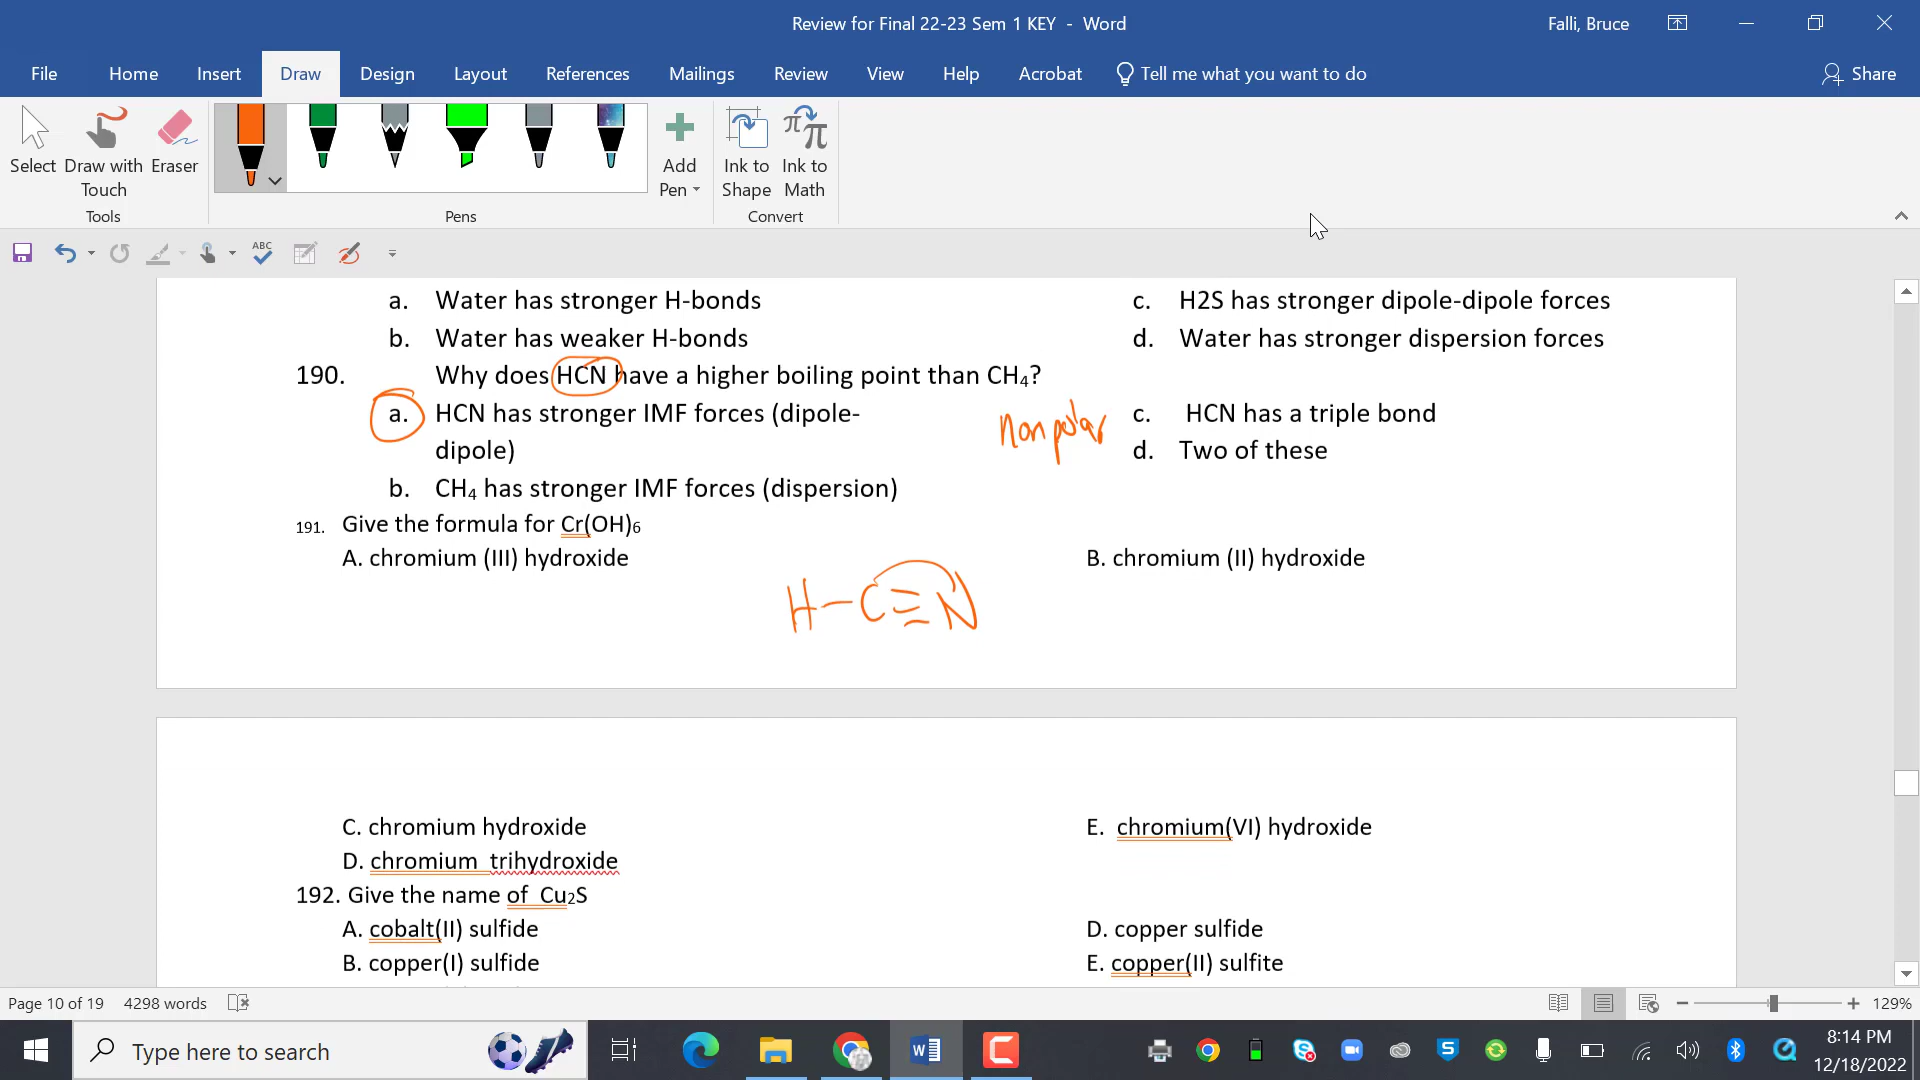 Review for Final 22-23 Sem 1 KEY - Word
Falli, Bruce
File Home Insert Draw Design Layout References Mailings Review View Help Acrobat Tell me what you want to do Share
Select Draw with Touch Eraser Add Pen Ink to Shape Ink to Math
Tools Pens Convert
ABC
a. Water has stronger H-bonds
c. H2S has stronger dipole-dipole forces
b. Water has weaker H-bonds
d. Water has stronger dispersion forces
190. Why does HCN have a higher boiling point than CH₄?
a. HCN has stronger IMF forces (dipole-
dipole)
nonpolar
c. HCN has a triple bond
d. Two of these
b. CH₄ has stronger IMF forces (dispersion)
191. Give the formula for Cr(OH)₆
A. chromium (III) hydroxide
B. chromium (II) hydroxide
H-C≡N
C. chromium hydroxide
E. chromium(VI) hydroxide
D. chromium trihydroxide
192. Give the name of Cu₂S
A. cobalt(II) sulfide
D. copper sulfide
B. copper(I) sulfide
E. copper(II) sulfite
Page 10 of 19 4298 words
129%
Type here to search
8:14 PM
12/18/2022